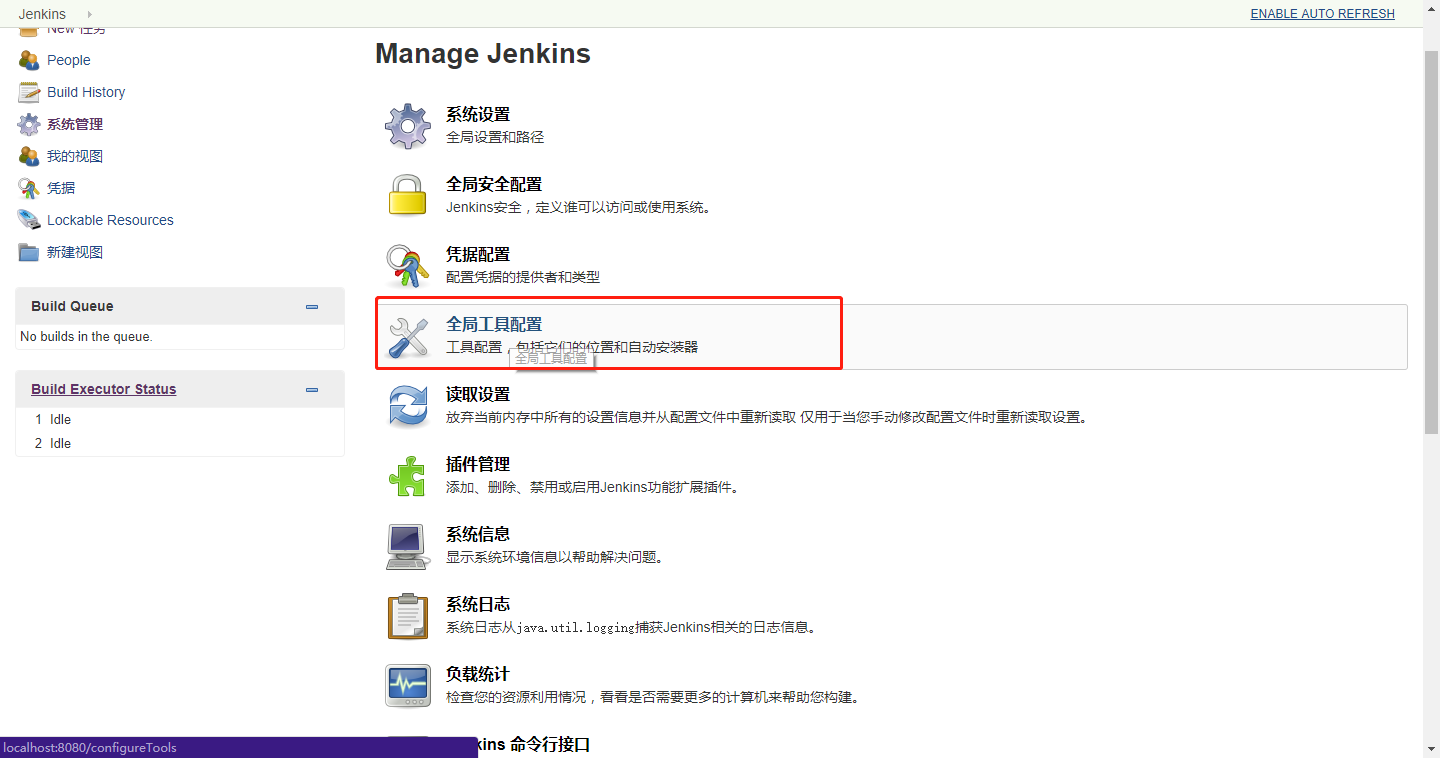 Jenkins
ENABLE AUTO REFRESH
New 任务
People
Build History
系统管理
我的视图
凭据
Lockable Resources
新建视图
Build Queue
No builds in the queue.
Build Executor Status
1 Idle
2 Idle
Manage Jenkins
系统设置
全局设置和路径
全局安全配置
Jenkins安全，定义谁可以访问或使用系统。
凭据配置
配置凭据的提供者和类型
全局工具配置
工具配置，包括它们的位置和自动安装器
全局工具配置
读取设置
放弃当前内存中所有的设置信息并从配置文件中重新读取 仅用于当您手动修改配置文件时重新读取设置。
插件管理
添加、删除、禁用或启用Jenkins功能扩展插件。
系统信息
显示系统环境信息以帮助解决问题。
系统日志
系统日志从java.util.logging捕获Jenkins相关的日志信息。
负载统计
检查您的资源利用情况，看看是否需要更多的计算机来帮助您构建。
kins 命令行接口
localhost:8080/configureTools